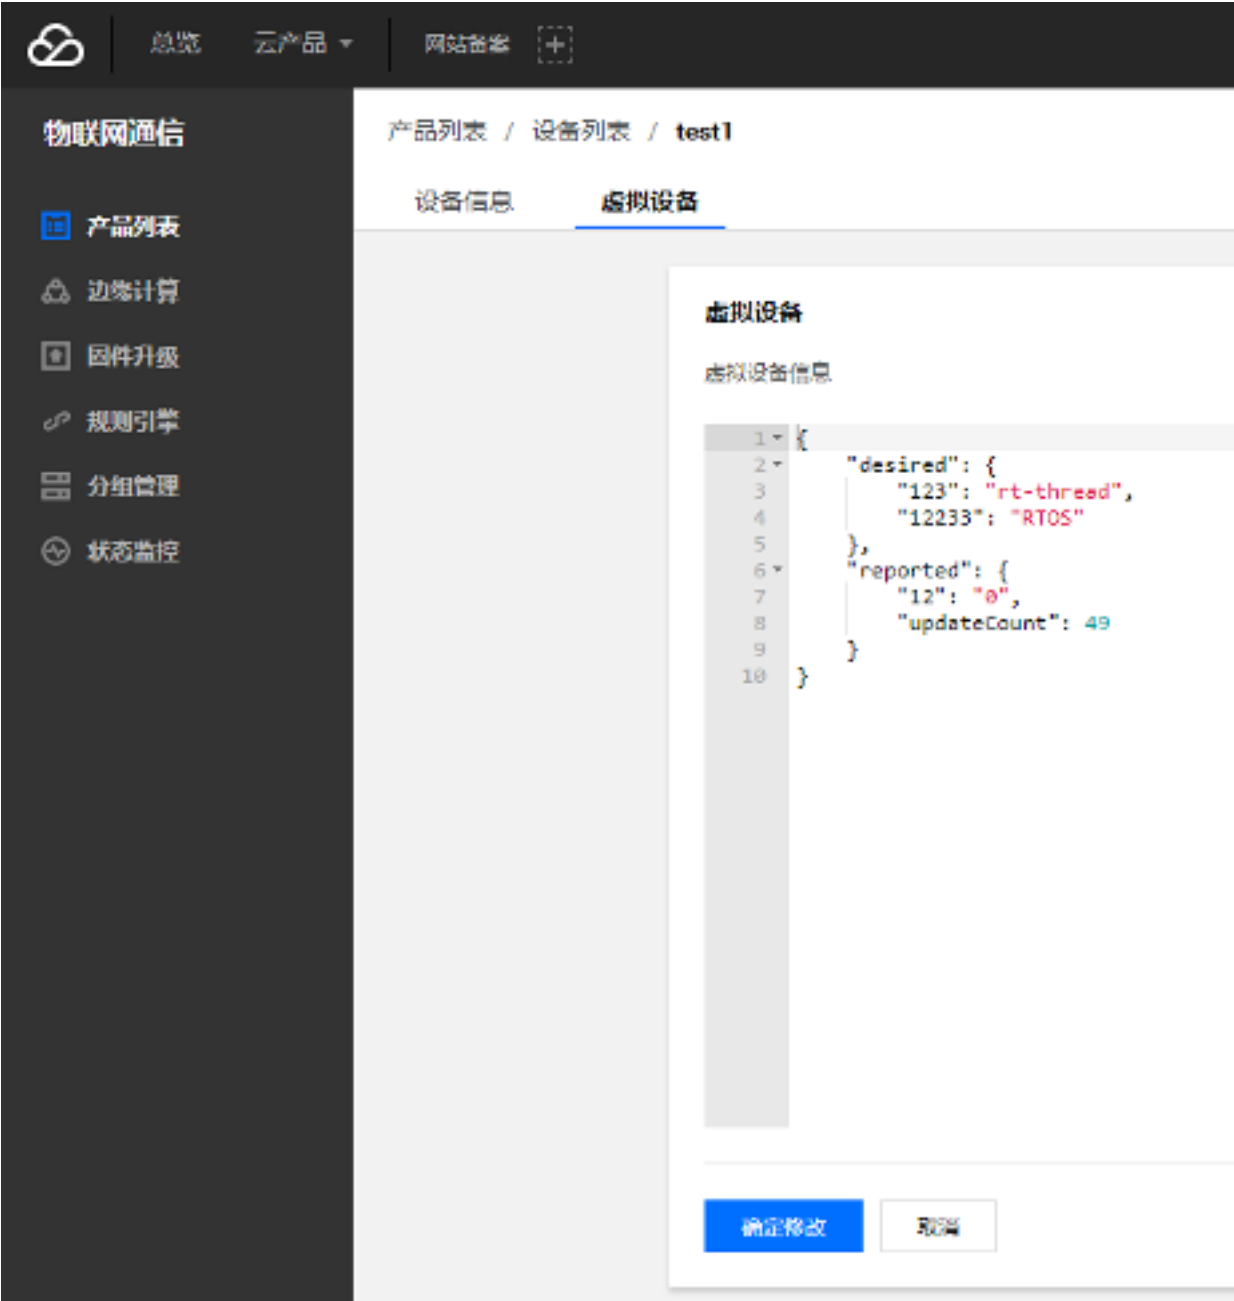 总览 云产品 网站备案
物联网通信
产品列表 / 设备列表 / test1
设备信息 虚拟设备
产品列表
边缘计算
固件升级
规则引擎
分组管理
状态监控
虚拟设备
虚拟设备信息
1 {
2 "desired": {
3 "123": "rt-thread",
4 "12233": "RTOS"
5 },
6 "reported": {
7 "12": "0",
8 "updateCount": 49
9 }
10 }
确定修改 取消